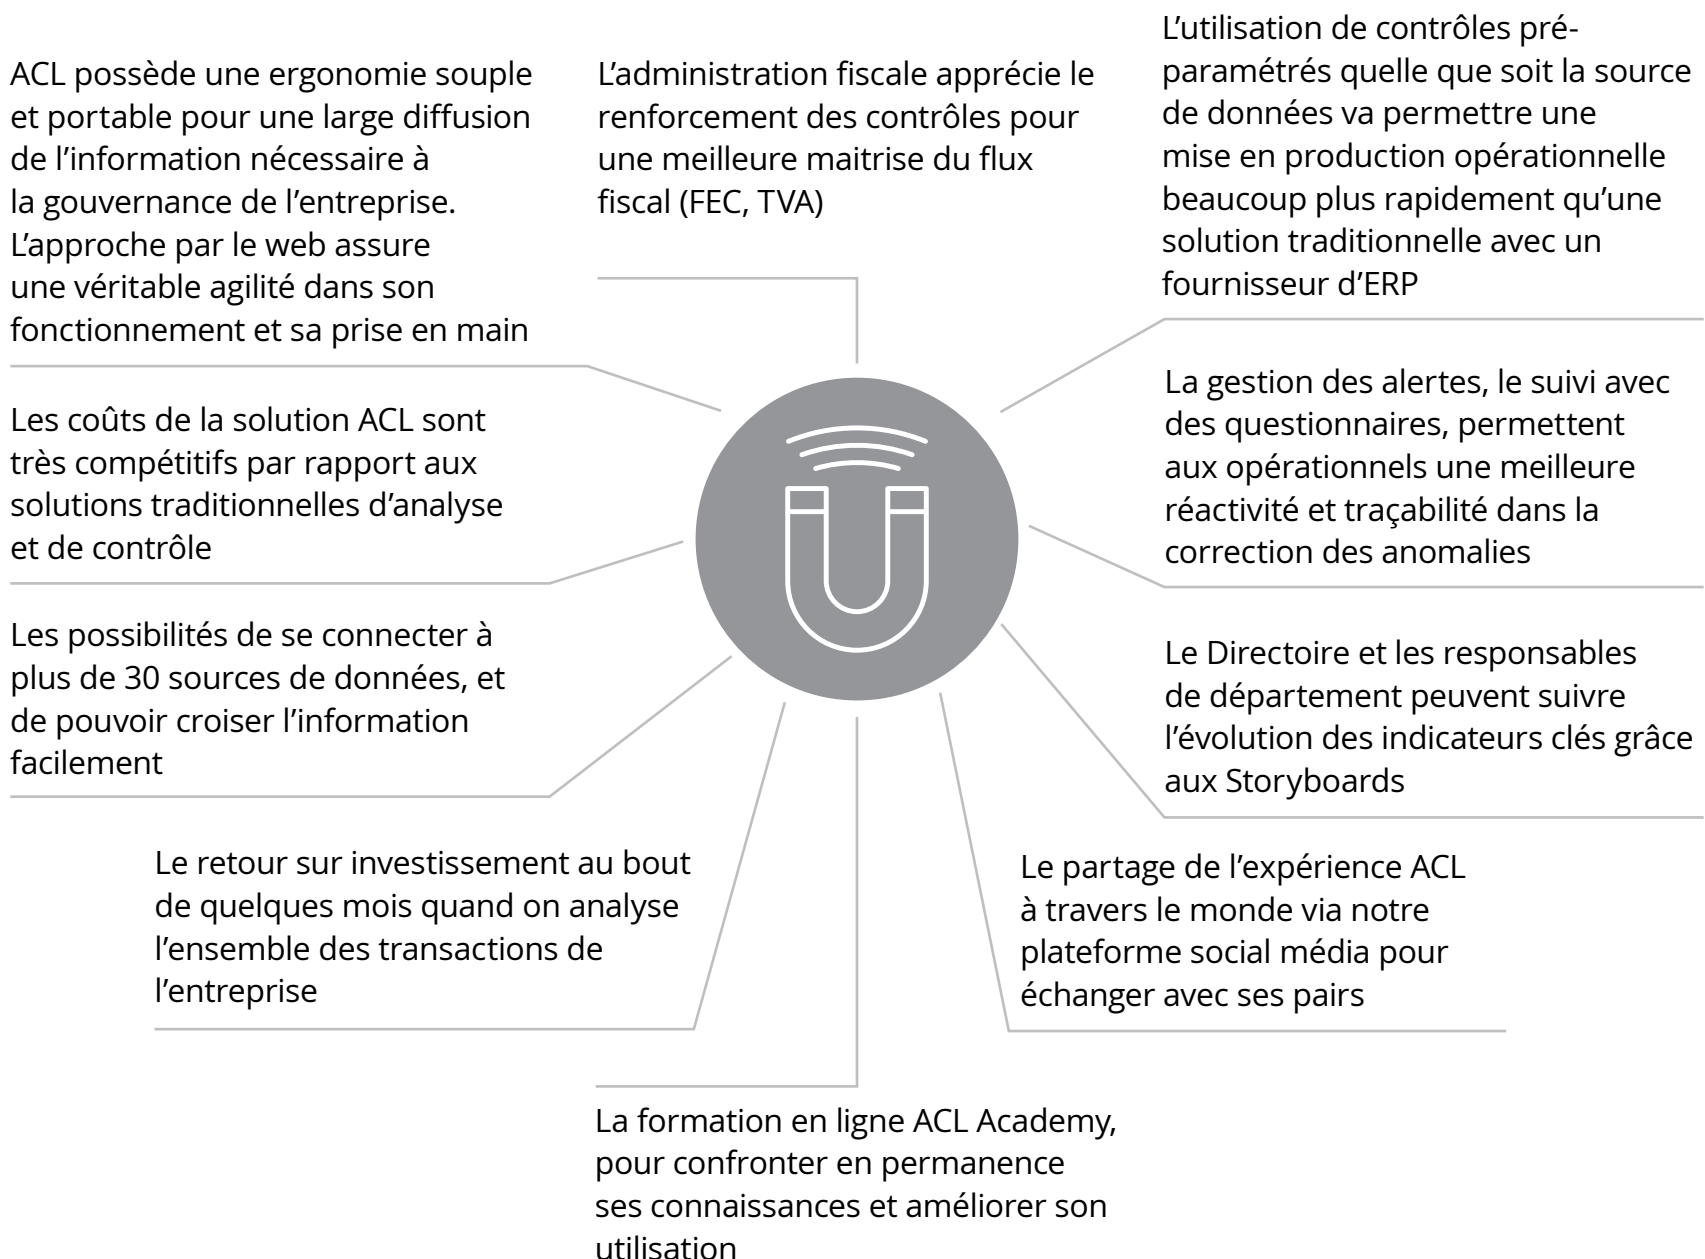 ACL possède une ergonomie souple
et portable pour une large diffusion
de l’information nécessaire à
la gouvernance de l’entreprise.
L’approche par le web assure
une véritable agilité dans son
fonctionnement et sa prise en main
L’administration fiscale apprécie le
renforcement des contrôles pour
une meilleure maitrise du flux
fiscal (FEC, TVA)
L’utilisation de contrôles pré-
paramétrés quelle que soit la source
de données va permettre une
mise en production opérationnelle
beaucoup plus rapidement qu’une
solution traditionnelle avec un
fournisseur d’ERP
Les coûts de la solution ACL sont
très compétitifs par rapport aux
solutions traditionnelles d’analyse
et de contrôle
La gestion des alertes, le suivi avec
des questionnaires, permettent
aux opérationnels une meilleure
réactivité et traçabilité dans la
correction des anomalies
Les possibilités de se connecter à
plus de 30 sources de données, et
de pouvoir croiser l’information
facilement
Le Directoire et les responsables
de département peuvent suivre
l’évolution des indicateurs clés grâce
aux Storyboards
Le retour sur investissement au bout
de quelques mois quand on analyse
l’ensemble des transactions de
l’entreprise
Le partage de l’expérience ACL
à travers le monde via notre
plateforme social média pour
échanger avec ses pairs
La formation en ligne ACL Academy,
pour confronter en permanence
ses connaissances et améliorer son
utilisation